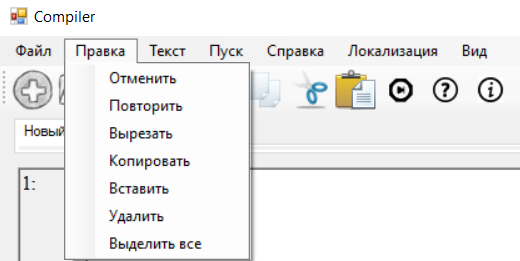 Compiler
Файл Правка Текст Пуск Справка Локализация Вид
Отменить
Повторить
Новый
Вырезать
1:
Копировать
Вставить
Удалить
Выделить все